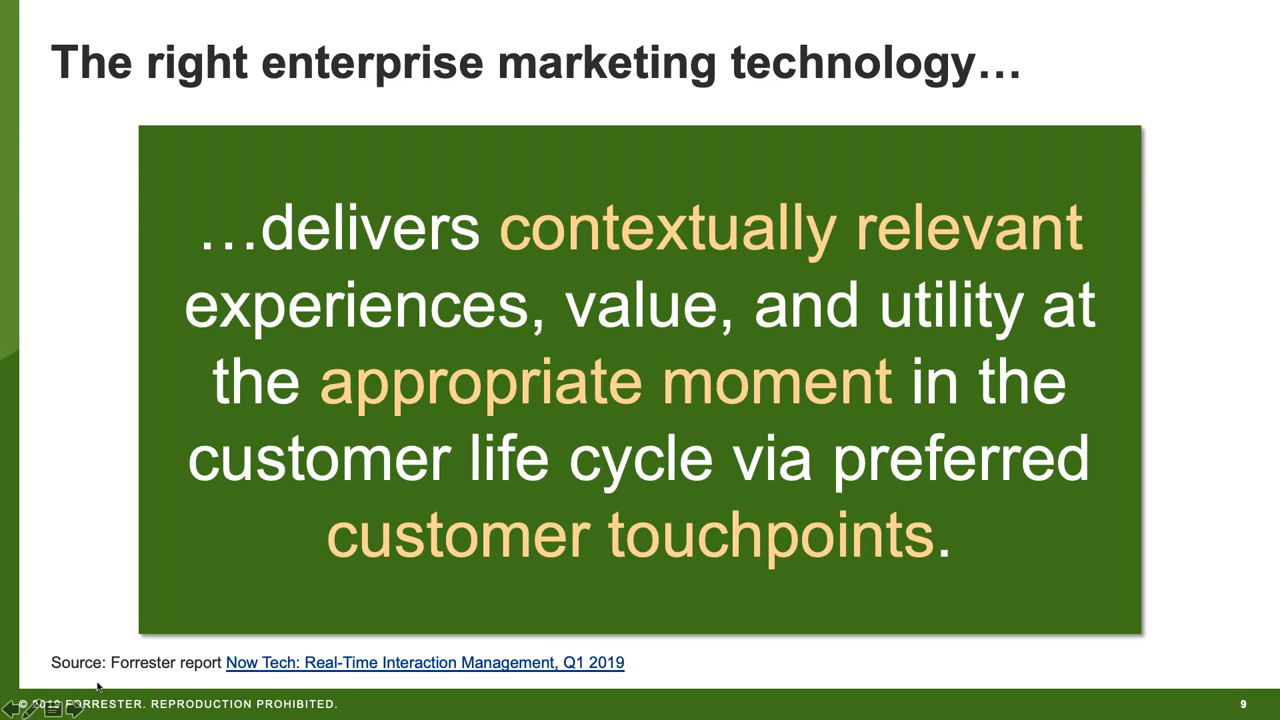 The right enterprise marketing technology…
…delivers contextually relevant
experiences, value, and utility at
the appropriate moment in the
customer life cycle via preferred
customer touchpoints.
Source: Forrester report Now Tech: Real-Time Interaction Management, Q1 2019
© 2019 FORRESTER. REPRODUCTION PROHIBITED.
9